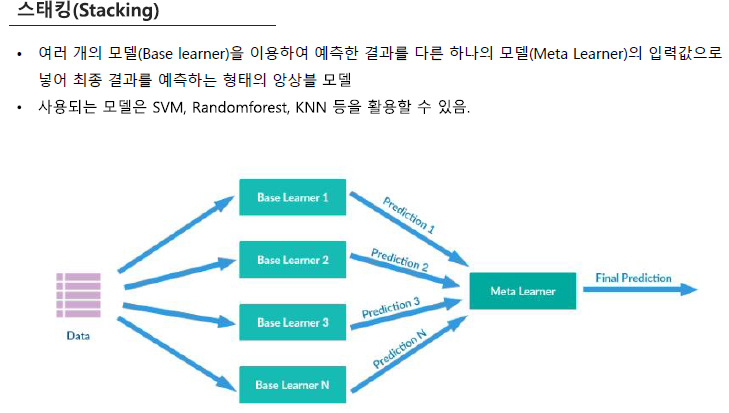 스태킹(Stacking)
• 여러 개의 모델(Base learner)을 이용하여 예측한 결과를 다른 하나의 모델(Meta Learner)의 입력값으로
넣어 최종 결과를 예측하는 형태의 앙상블 모델
• 사용되는 모델은 SVM, Randomforest, KNN 등을 활용할 수 있음.
Base Learner 1
Prediction 1
Base Learner 2
Prediction 2
Data
Meta Learner
Final Prediction
Base Learner 3
Prediction 3
Base Learner N
Prediction N